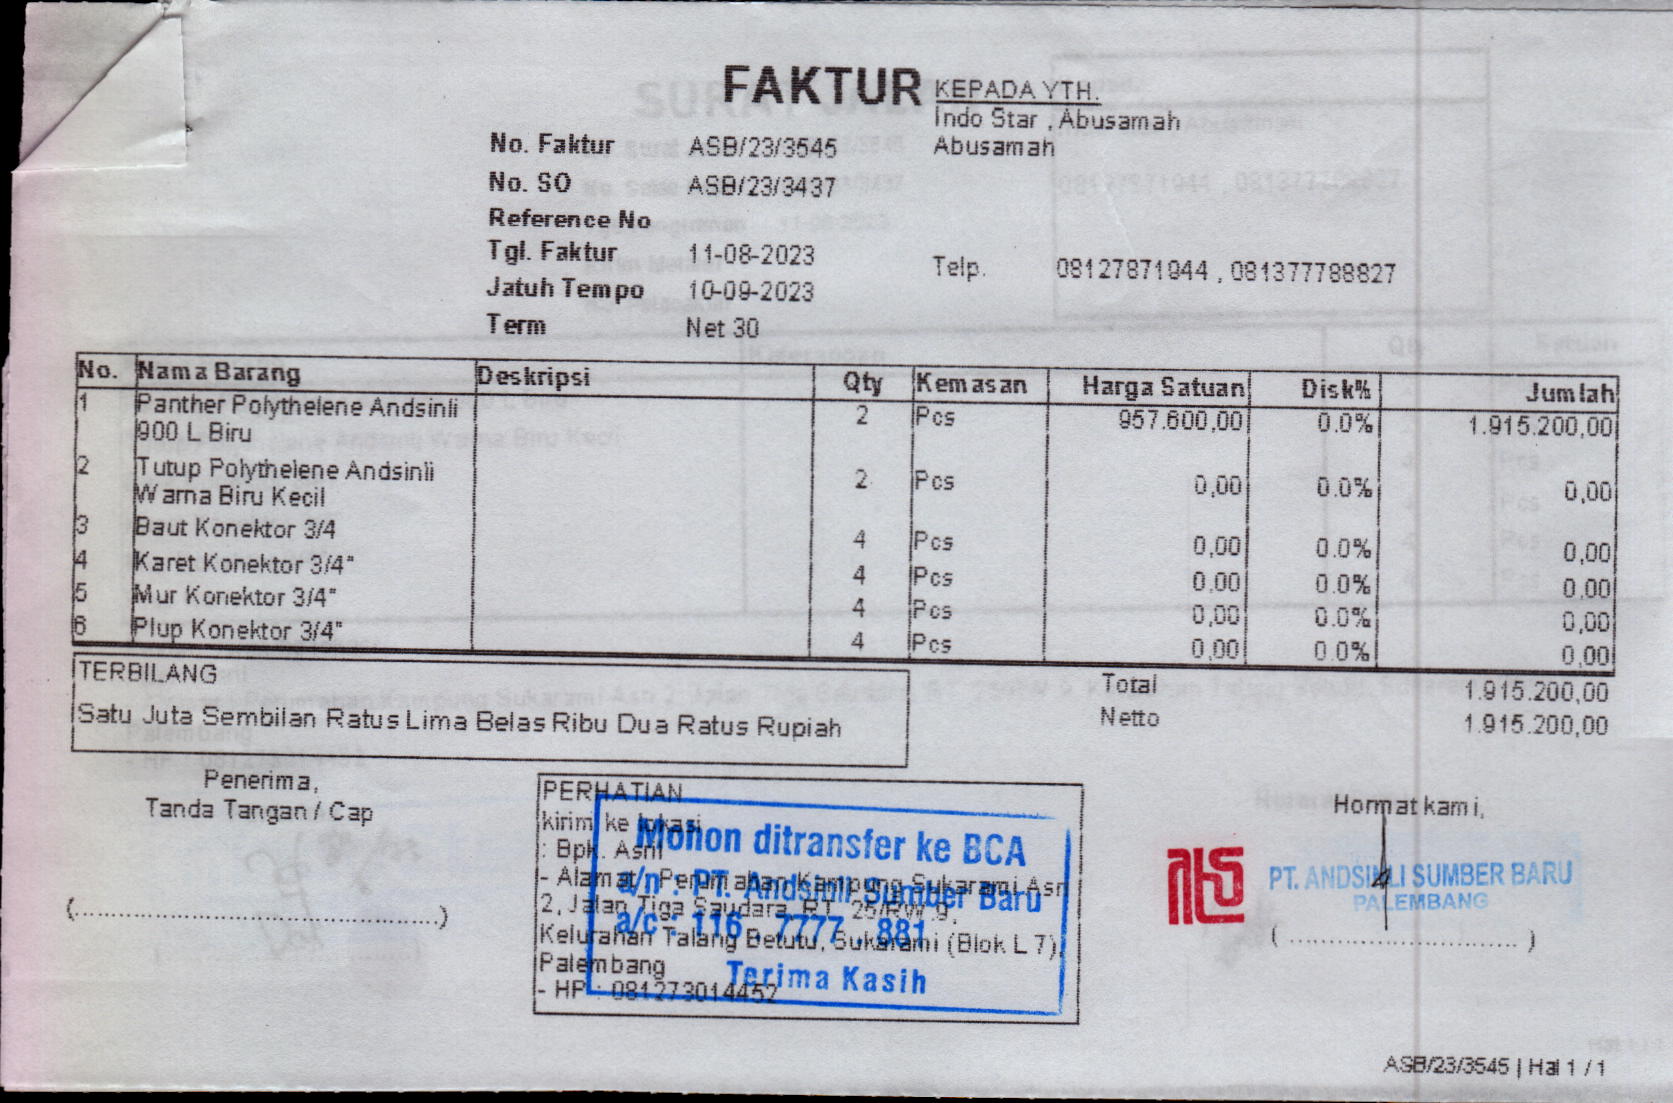 FAKTUR
No. Faktur ASB/23/3545
No. SO ASB/23/3437
Reference No
Tgl. Faktur 11-08-2023
Jatuh Tempo 10-09-2023
Term Net 30
KEPADA YTH.
Indo Star , Abusamah
Abusamah
Telp. 08127871944 , 081377788827
No. Nama Barang Deskripsi Qty Kemasan Harga Satuan Disk% Jumlah
1 Panther Polythelene Andsinli 2 Pcs 957.600,00 0.0% 1.915.200,00
900 L Biru
2 Tutup Polythelene Andsinli 2 Pcs 0,00 0.0% 0,00
Warna Biru Kecil
3 Baut Konektor 3/4 4 Pcs 0,00 0.0% 0,00
4 Karet Konektor 3/4" 4 Pcs 0,00 0.0% 0,00
5 Mur Konektor 3/4" 4 Pcs 0,00 0.0% 0,00
6 Plup Konektor 3/4" 4 Pcs 0,00 0.0% 0,00
TERBILANG
Satu Juta Sembilan Ratus Lima Belas Ribu Dua Ratus Rupiah
Total 1.915.200,00
Netto 1.915.200,00
Penerima,
Tanda Tangan / Cap
(........................................)
PERHATIAN
kirim ke lokasi
: Bpk. Asni
- Alamat : Perumahan Kampung Sukarami Asri
2, Jalan Tiga Saudara, RT. 25/RW 9,
Kelurahan Talang Betutu, Sukarami (Blok L 7),
Palembang
- HP : 081273014452
Mohon ditransfer ke BCA
a/n : PT. Andsinli Sumber Baru
a/c : 116 . 7777 . 881
Terima Kasih
Hormat kami,
PT. ANDSINLI SUMBER BARU
PALEMBANG
( .............................. )
ASB/23/3545 | Hal 1 / 1